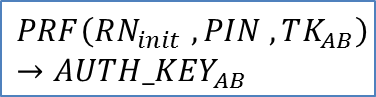 PRF(RN_init , PIN , TK_AB)
→ AUTH_KEY_AB